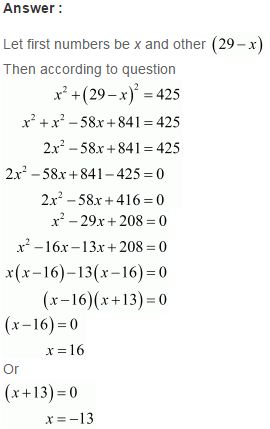 Answer :
Let first numbers be x and other (29−x)
Then according to question
x² + (29−x)² = 425
x² + x² − 58x + 841 = 425
2x² − 58x + 841 = 425
2x² − 58x + 841 − 425 = 0
2x² − 58x + 416 = 0
x² − 29x + 208 = 0
x² − 16x − 13x + 208 = 0
x(x−16) − 13(x−16) = 0
(x−16)(x+13) = 0
(x−16) = 0
x = 16
Or
(x+13) = 0
x = −13